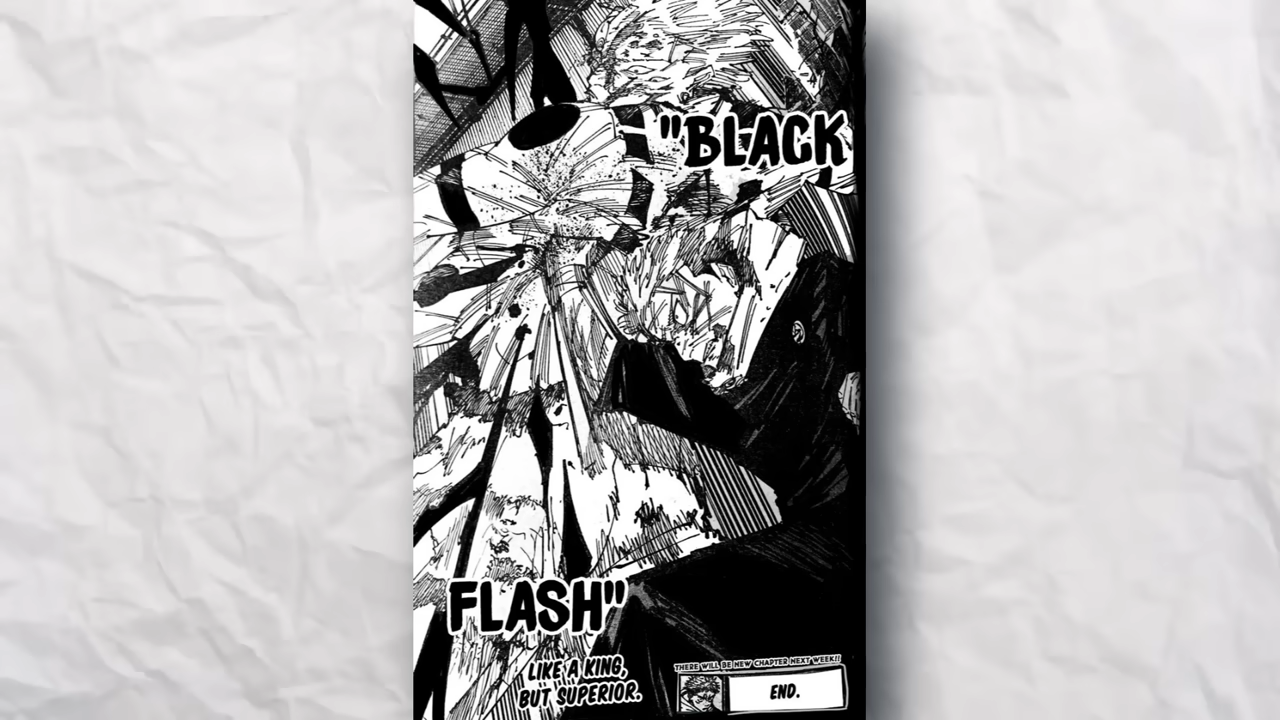 "BLACK
FLASH"
LIKE A KING,
BUT SUPERIOR.
THERE WILL BE NEW CHAPTER NEXT WEEK!!
END.